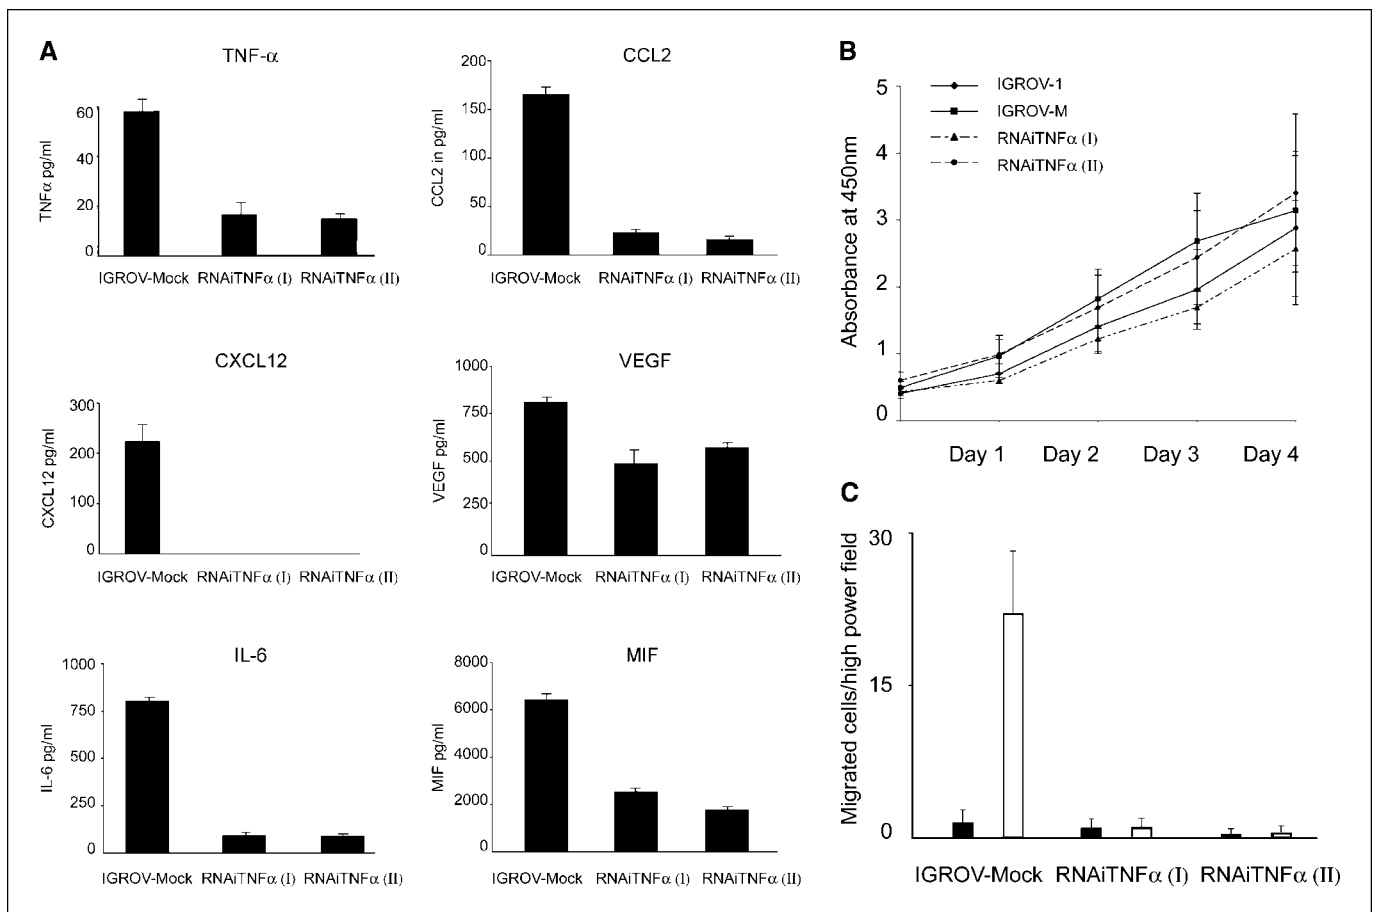 A
TNF-α
TNFα pg/ml
60
40
20
0
IGROV-Mock RNAiTNFα (I) RNAiTNFα (II)
CCL2
CCL2 in pg/ml
200
150
100
50
0
IGROV-Mock RNAiTNFα (I) RNAiTNFα (II)
CXCL12
CXCL12 pg/ml
300
200
100
0
IGROV-Mock RNAiTNFα (I) RNAiTNFα (II)
VEGF
VEGF pg/ml
1000
750
500
250
0
IGROV-Mock RNAiTNFα (I) RNAiTNFα (II)
IL-6
IL-6 pg/ml
1000
750
500
250
0
IGROV-Mock RNAiTNFα (I) RNAiTNFα (II)
MIF
MIF pg/ml
8000
6000
4000
2000
0
IGROV-Mock RNAiTNFα (I) RNAiTNFα (II)
B
Absorbance at 450nm
5
4
3
2
1
0
IGROV-1
IGROV-M
RNAiTNFα (I)
RNAiTNFα (II)
Day 1 Day 2 Day 3 Day 4
C
Migrated cells/high power field
30
15
0
IGROV-Mock RNAiTNFα (I) RNAiTNFα (II)